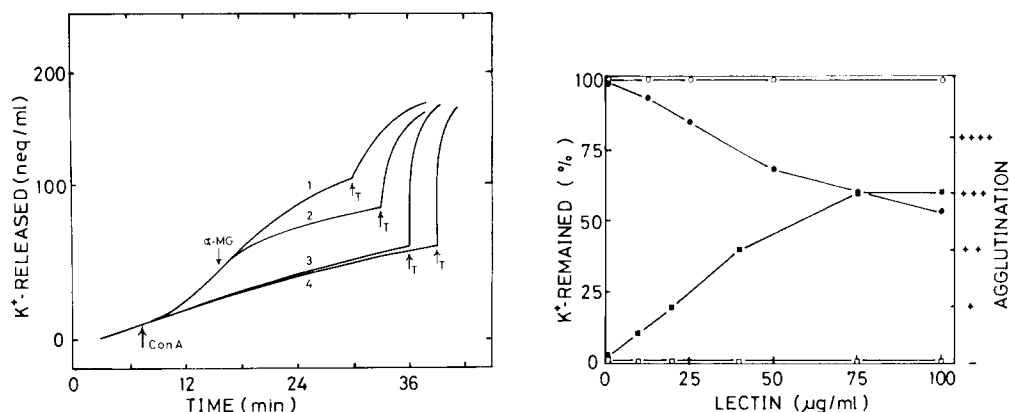 200
100
0
K⁺-RELEASED (neq/ml)
α-MG
ConA
1
2
3
4
↑T
↑T
↑T
↑T
0 12 24 36
TIME (min)
100
75
50
25
0
K⁺-REMAINED (%)
++++
+++
++
+
-
AGGLUTINATION
0 25 50 75 100
LECTIN (µg/ml)